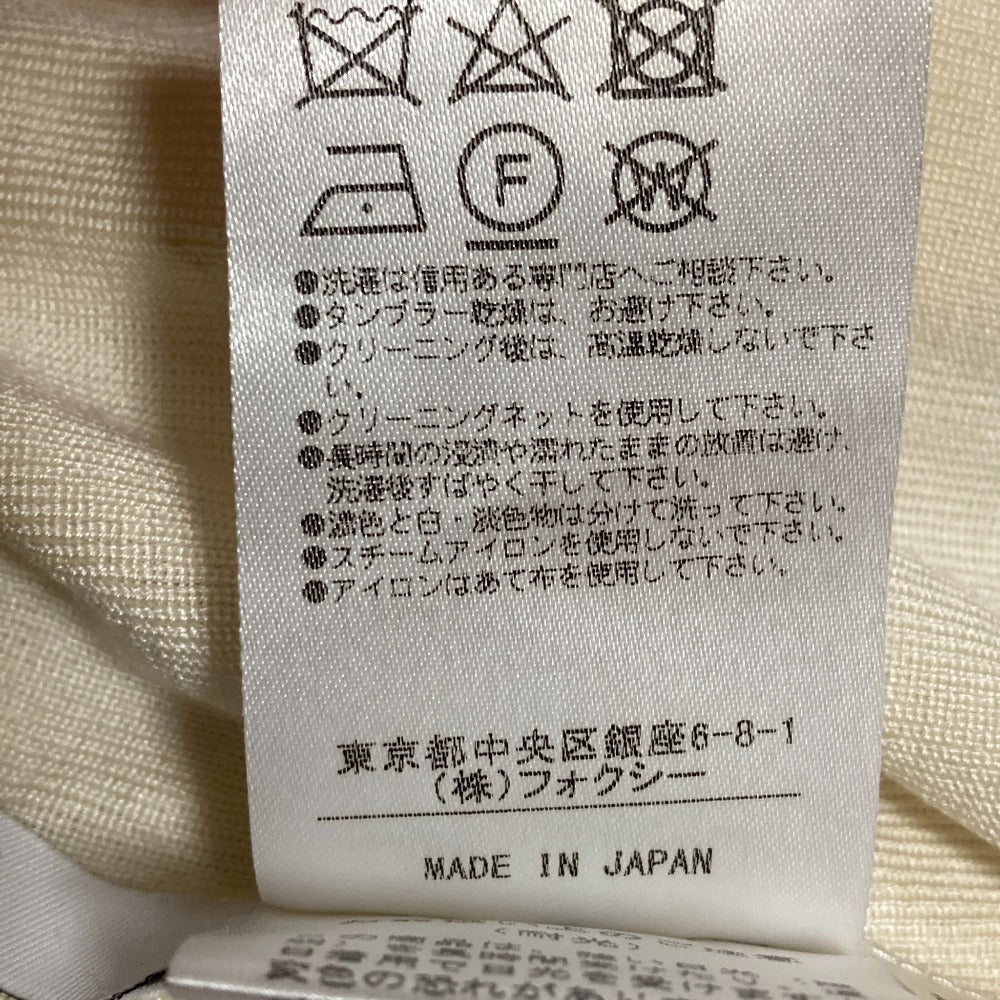 F
W
●洗濯は信用ある専門店へご相談下さい。
●タンブラー乾燥は、お避け下さい。
●クリーニング後は、高温乾燥しないで下さ
い。
●クリーニングネットを使用して下さい。
●長時間の浸漬や濡れたままの放置は避け、
洗濯後すばやく干して下さい。
●濃色と白・淡色物は分けて洗って下さい。
●スチームアイロンを使用しないで下さい。
●アイロンはあて布を使用して下さい。
東京都中央区銀座6-8-1
(株)フォクシー
MADE IN JAPAN